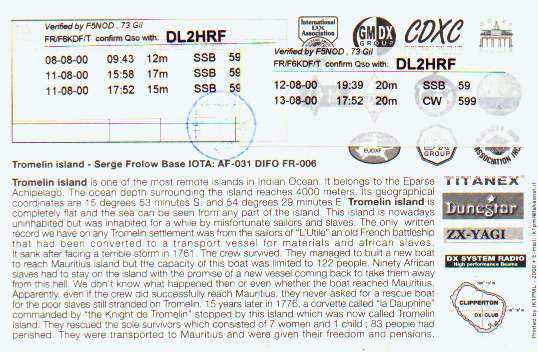 Verified by F5NOD , 73 Gil
FR/F6KDF/T confirm Qso with: DL2HRF
08-08-00 09:43 12m SSB 59
11-08-00 15:58 17m SSB 59
11-08-00 17:52 15m SSB 59
International DX Association
GMDX GROUP
CDXC
Verified by F5NOD , 73 Gil
FR/F6KDF/T confirm Qso with: DL2HRF
12-08-00 19:39 20m SSB 59
13-08-00 17:52 20m CW 599
EUDXF
GROUP
ASSOCIATION INC.
Tromelin island - Serge Frolow Base IOTA: AF-031 DIFO FR-006
Tromelin island is one of the most remote islands in Indian Ocean. It belongs to the Eparse
Achipelago. The ocean depth surrounding the island reaches 4000 meters. Its geographical
coordinates are 15 degrees 53 minutes S. and 54 degrees 29 minutes E. Tromelin island is
completely flat and the sea can be seen from any part of the island. This island is nowadays
uninhabited but was inhabited for a while by misfortunate sailors and slaves. The only written
record we have on any Tromelin settlement was from the sailors of "L'Utile" an old French battleship
that had been converted to a transport vessel for materials and african slaves.
It sank after facing a terrible storm in 1761. The crew survived. They managed to built a new boat
to reach Mauritius island but the capacity of this boat was limited to 122 people. Ninety African
slaves had to stay on the island with the promise of a new vessel coming back to take them away
from this hell. We don't know what happened then or even whether the boat reached Mauritius.
Apparently, even if the crew did successfully reach Mauritius, they never asked for a rescue boat
for the poor slaves still stranded on Tromelin. 15 years later in 1776, a corvette called "la Dauphine"
commanded by "the Knight de Tromelin" stopped by this island which was now called Tromelin
Island. They rescued the sole survivors which consisted of 7 women and 1 child ; 83 people had
perished. They were transported to Mauritius and were given their freedom and pensions.
TITANEX
Dunestar
ZX-YAGI
DX SYSTEM RADIO
High performance Beams
CLIPPERTON
DX CLUB